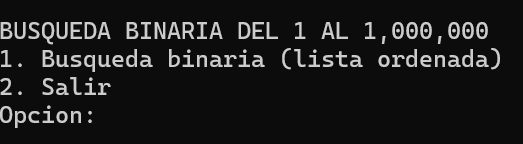 BUSQUEDA BINARIA DEL 1 AL 1,000,000
1. Busqueda binaria (lista ordenada)
2. Salir
Opcion: